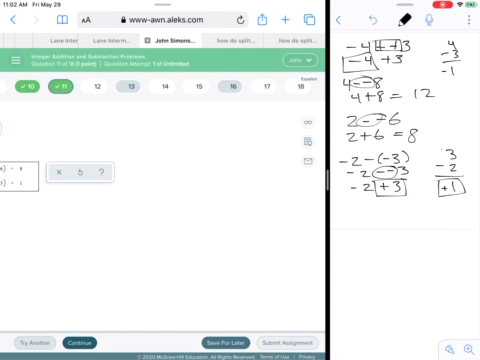 11:02 AM Fri May 29
AA
www-awn.aleks.com
Lane Inter
Lane Interm...
John Simons...
how do split...
how do split...
Integer Addition and Subtraction Problems
Question 11 of 18 (1 point) | Question Attempt: 1 of Unlimited
John
10 11 12 13 14 15 16 17 18
Español
) = 8
) = 1
× ?
Try Another
Continue
Save For Later
Submit Assignment
© 2020 McGraw-Hill Education. All Rights Reserved. Terms of Use | Privacy
-4 + +3
-4 +3
4
-3
-1
4 - -8
4+8 = 12
2 - -6
2+6 = 8
-2 -(-3)
-2 - -3
-2 +3
3
-2
+1